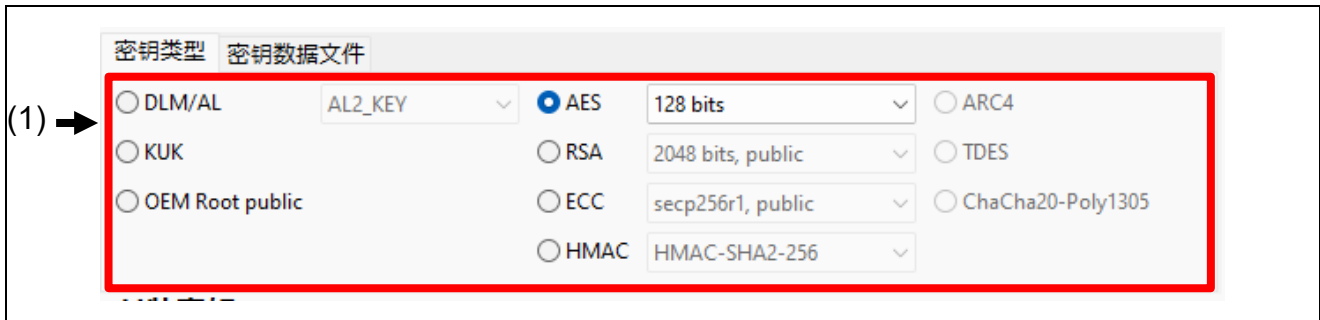 密钥类型 密钥数据文件
(1)
DLM/AL AL2_KEY AES 128 bits ARC4
KUK RSA 2048 bits, public TDES
OEM Root public ECC secp256r1, public ChaCha20-Poly1305
HMAC HMAC-SHA2-256